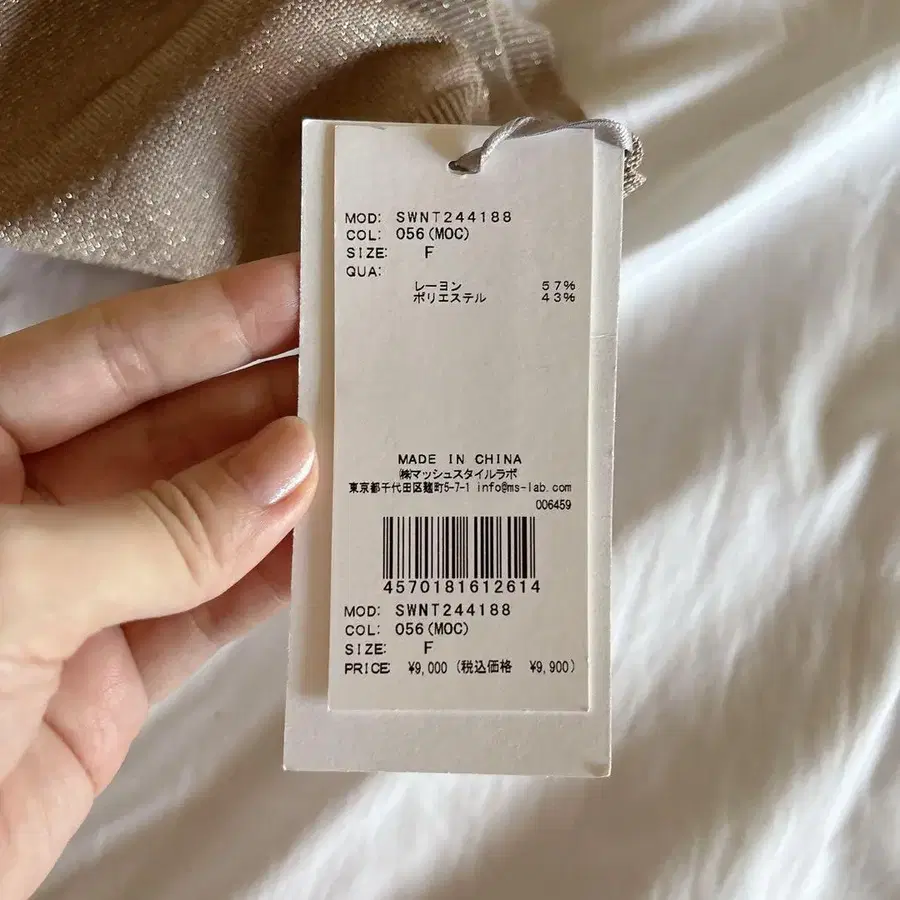 MOD: SWNT244188
COL: 056(MOC)
SIZE: F
QUA:
レーヨン 57%
ポリエステル 43%
MADE IN CHINA
㈱マッシュスタイルラボ
東京都千代田区麹町5-7-1 info@ms-lab.com
006459
4570181612614
MOD: SWNT244188
COL: 056(MOC)
SIZE: F
PRICE ¥9,000 (税込価格 ¥9,900)